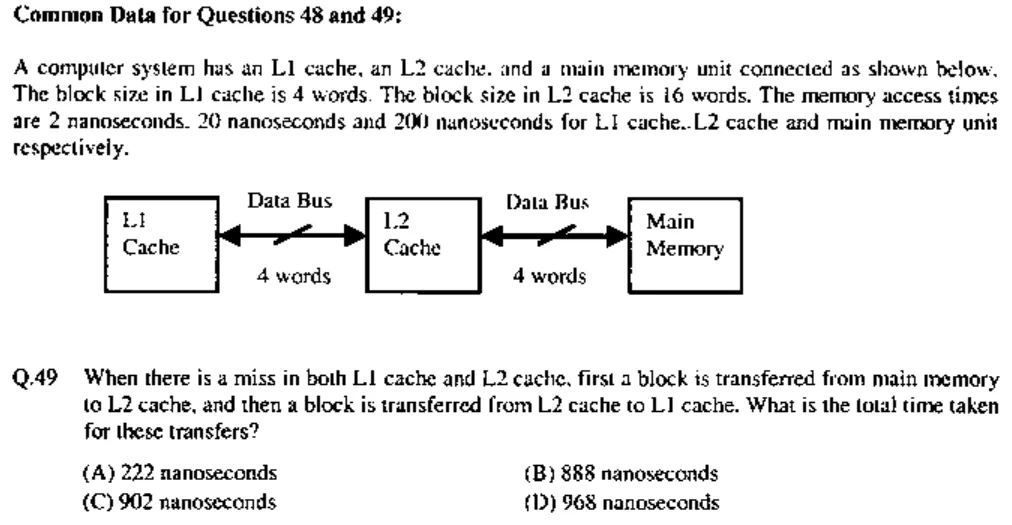 Common Data for Questions 48 and 49:
A computer system has an L1 cache, an L2 cache, and a main memory unit connected as shown below.
The block size in L1 cache is 4 words. The block size in L2 cache is 16 words. The memory access times
are 2 nanoseconds. 20 nanoseconds and 200 nanoseconds for L1 cache, L2 cache and main memory unit
respectively.
Data Bus
Data Bus
L1
Cache
L2
Cache
Main
Memory
4 words
4 words
Q.49 When there is a miss in both L1 cache and L2 cache, first a block is transferred from main memory
to L2 cache, and then a block is transferred from L2 cache to L1 cache. What is the total time taken
for these transfers?
(A) 222 nanoseconds (B) 888 nanoseconds
(C) 902 nanoseconds (D) 968 nanoseconds